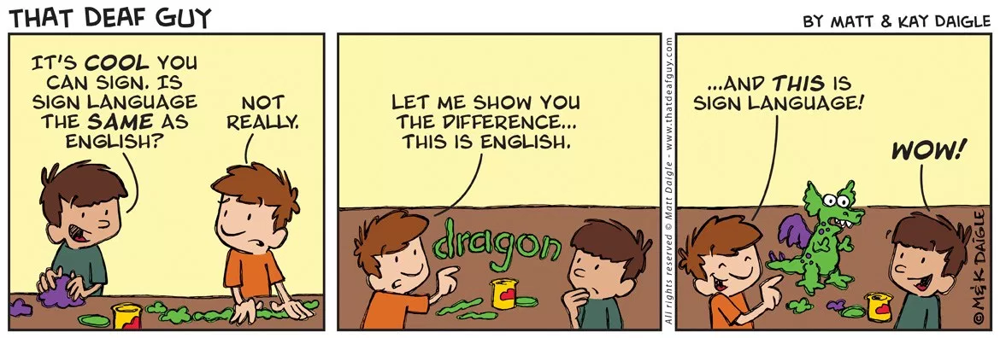 THAT DEAF GUY
BY MATT & KAY DAIGLE
IT'S COOL YOU
CAN SIGN. IS
SIGN LANGUAGE
THE SAME AS
ENGLISH?
NOT
REALLY.
LET ME SHOW YOU
THE DIFFERENCE...
THIS IS ENGLISH.
dragon
All rights reserved © Matt Daigle - www.thatdeafguy.com
...AND THIS IS
SIGN LANGUAGE!
WOW!
© M&K DAIGLE